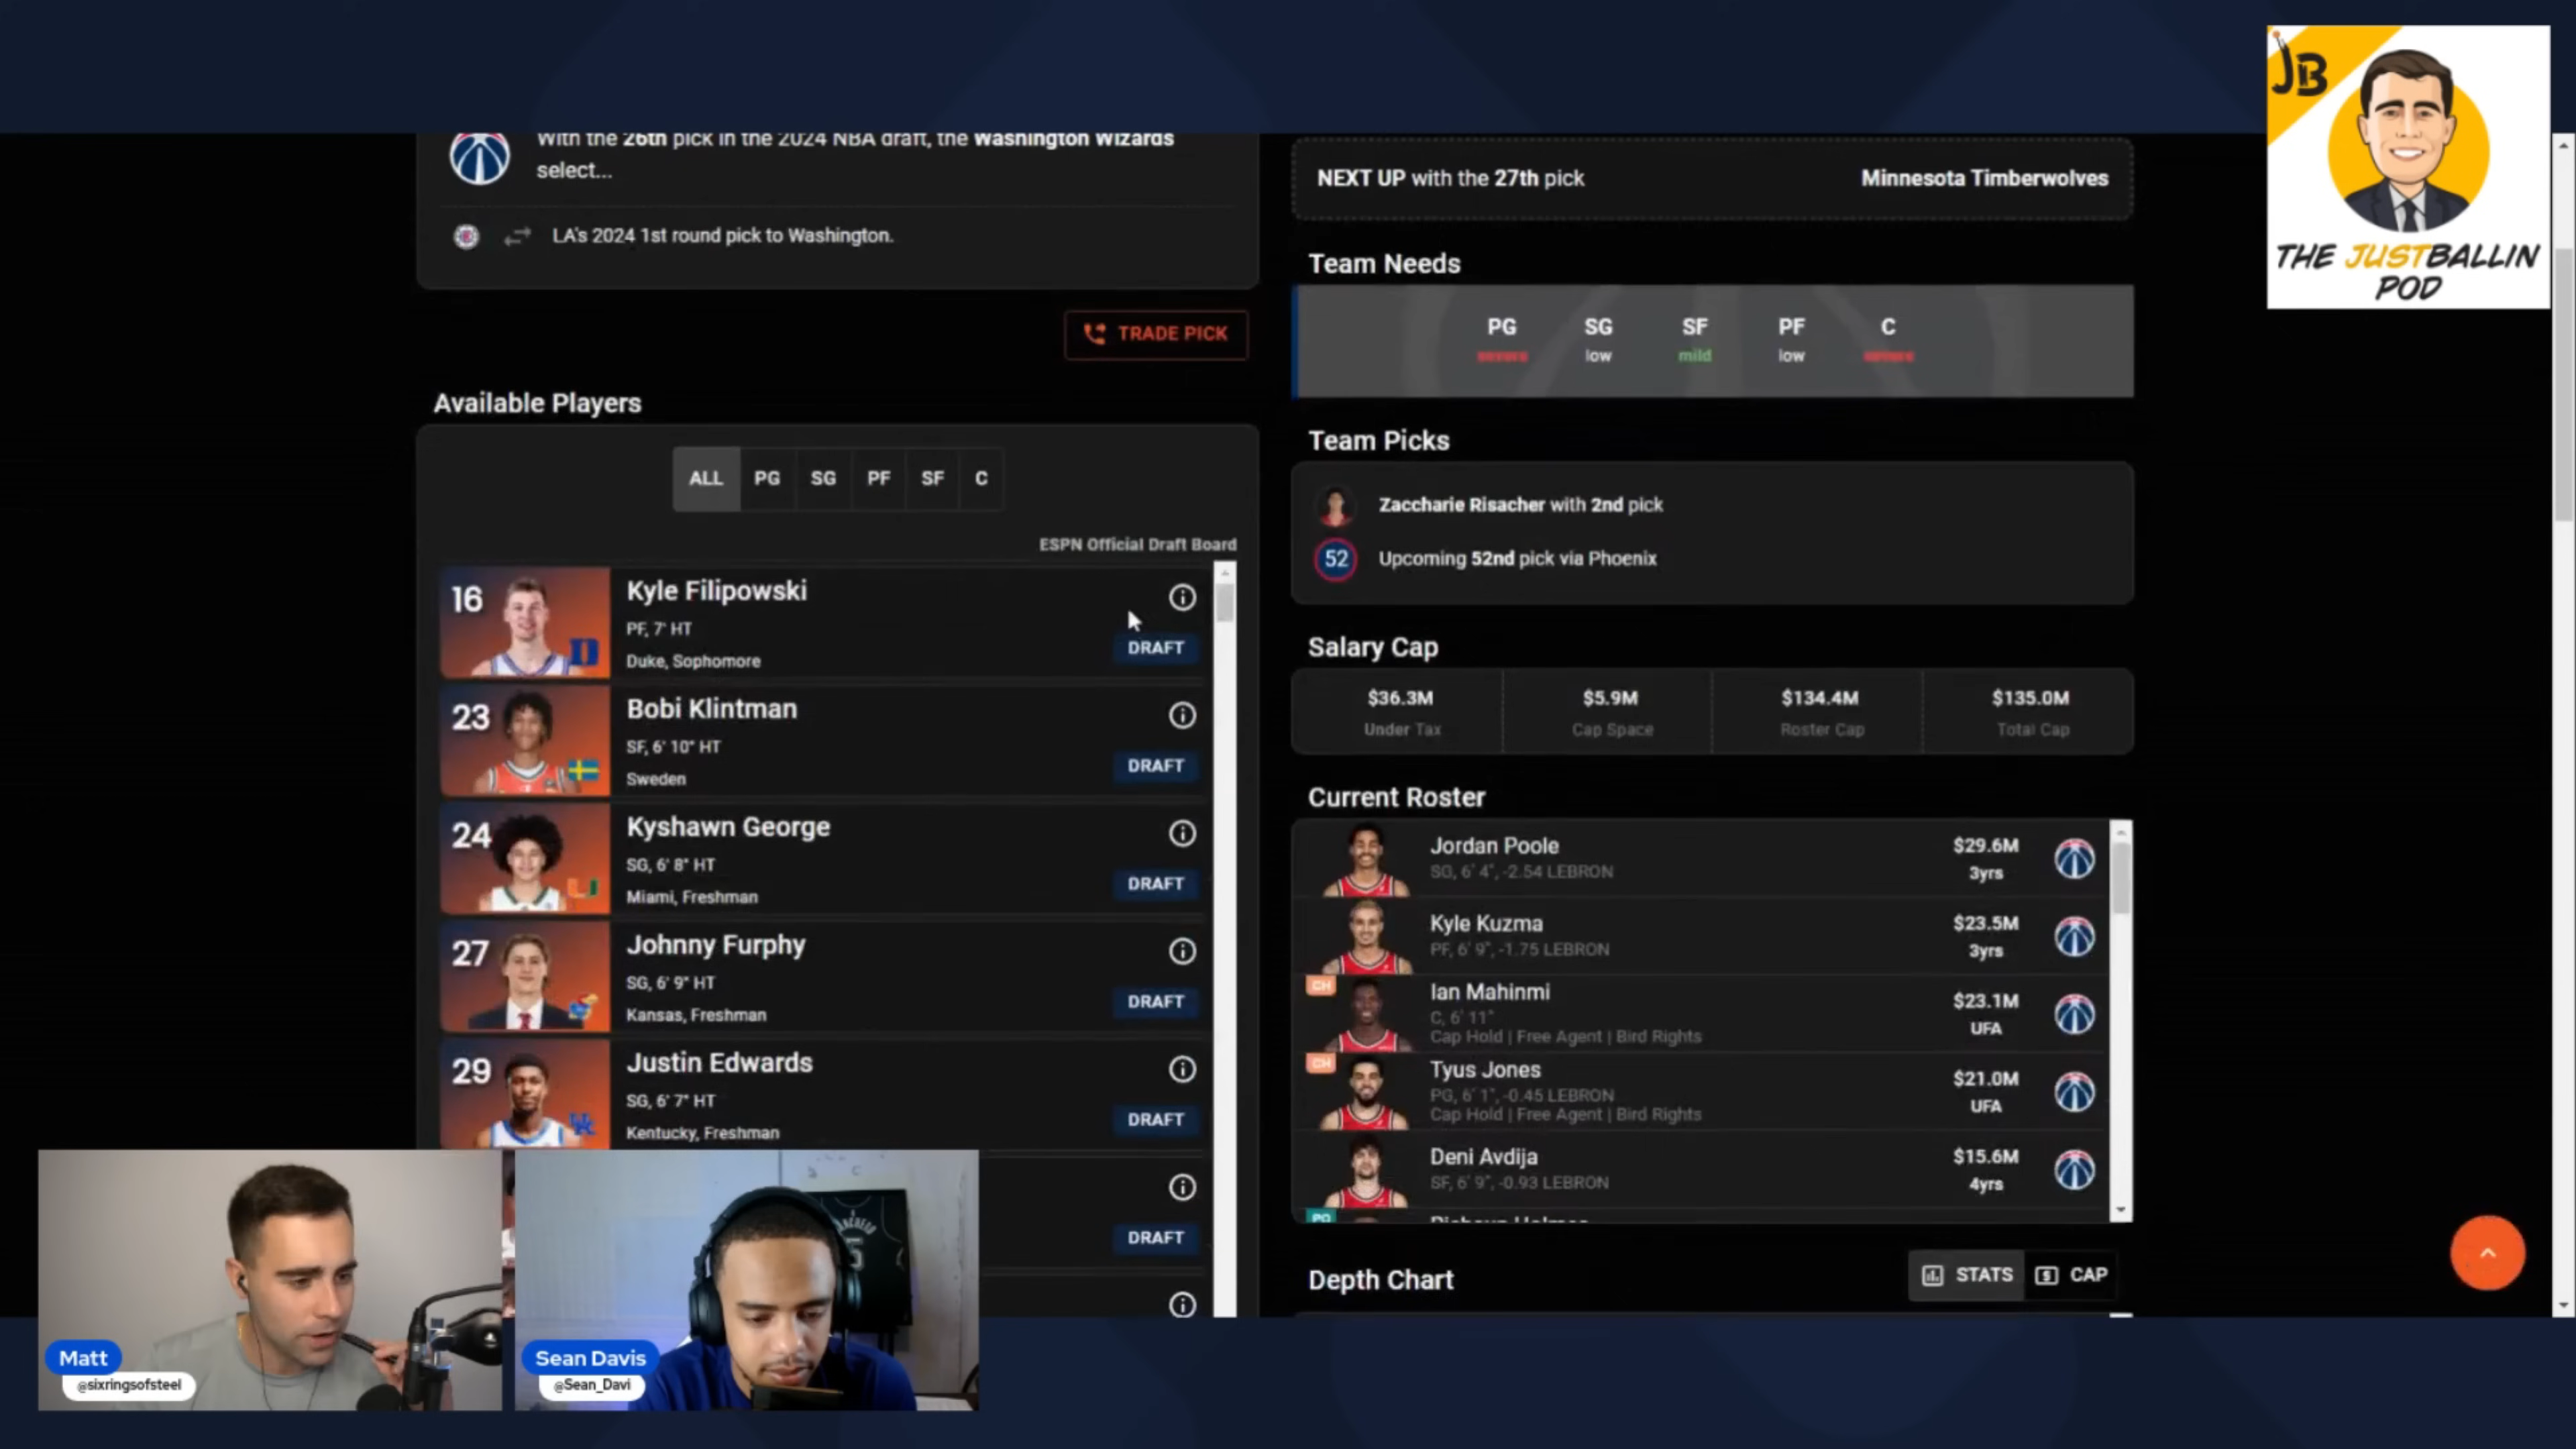 With the 26th pick in the 2024 NBA draft, the Washington Wizards
select...
LA's 2024 1st round pick to Washington.
TRADE PICK
Available Players
ALL PG SG PF SF C
ESPN Official Draft Board
16 Kyle Filipowski
PF, 7' HT
Duke, Sophomore
DRAFT
23 Bobi Klintman
SF, 6' 10" HT
Sweden
DRAFT
24 Kyshawn George
SG, 6' 8" HT
Miami, Freshman
DRAFT
27 Johnny Furphy
SG, 6' 9" HT
Kansas, Freshman
DRAFT
29 Justin Edwards
SG, 6' 7" HT
Kentucky, Freshman
DRAFT
DRAFT
NEXT UP with the 27th pick Minnesota Timberwolves
Team Needs
PG SG SF PF C
severe low mild low severe
Team Picks
Zaccharie Risacher with 2nd pick
52 Upcoming 52nd pick via Phoenix
Salary Cap
$36.3M $5.9M $134.4M $135.0M
Under Tax Cap Space Roster Cap Total Cap
Current Roster
Jordan Poole $29.6M
SG, 6' 4", -2.54 LEBRON 3yrs
Kyle Kuzma $23.5M
PF, 6' 9", -1.75 LEBRON 3yrs
CH Ian Mahinmi $23.1M
C, 6' 11" UFA
Cap Hold | Free Agent | Bird Rights
CH Tyus Jones $21.0M
PG, 6' 1", -0.45 LEBRON UFA
Cap Hold | Free Agent | Bird Rights
Deni Avdija $15.6M
SF, 6' 9", -0.93 LEBRON 4yrs
Depth Chart STATS CAP
JB
THE JUSTBALLIN
POD
Matt
@sixringsofsteel
Sean Davis
@Sean_Davi